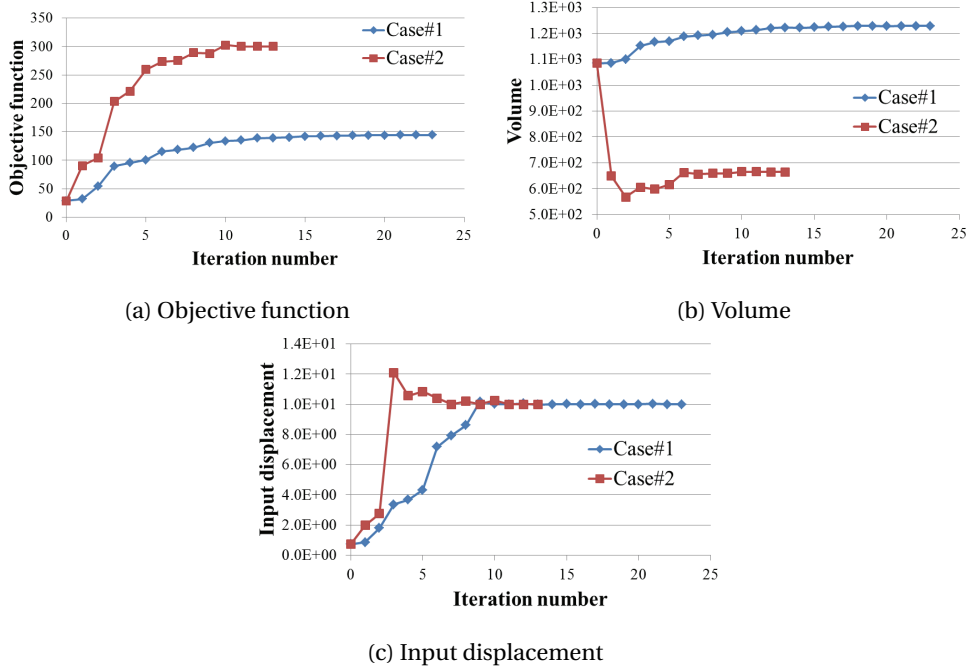 Objective function
350
300
250
200
150
100
50
0
0 5 10 15 20 25
Iteration number
Case#1
Case#2
(a) Objective function
Volume
1.3E+03
1.2E+03
1.1E+03
1.0E+03
9.0E+02
8.0E+02
7.0E+02
6.0E+02
5.0E+02
0 5 10 15 20 25
Iteration number
Case#1
Case#2
(b) Volume
Input displacement
1.4E+01
1.2E+01
1.0E+01
8.0E+00
6.0E+00
4.0E+00
2.0E+00
0.0E+00
0 5 10 15 20 25
Iteration number
Case#1
Case#2
(c) Input displacement